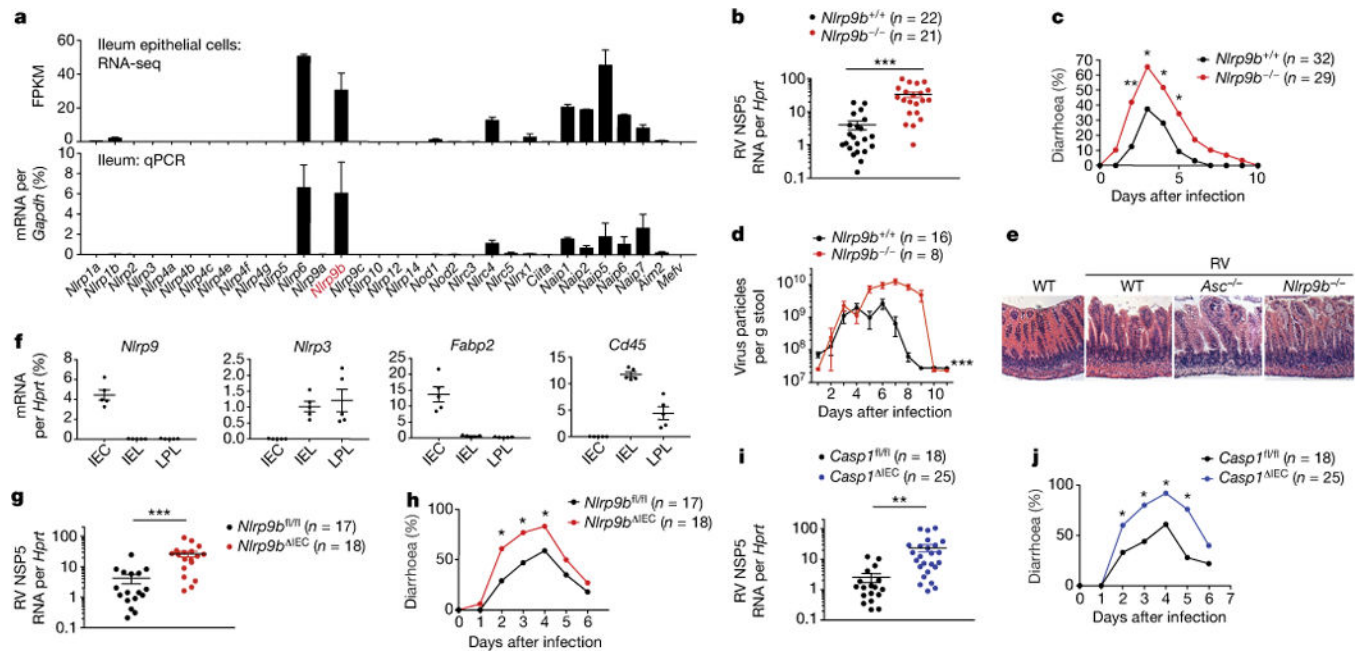 a
Ileum epithelial cells:
RNA-seq
FPKM
60
40
20
0
Ileum: qPCR
mRNA per
Gapdh (%)
10
8
6
4
2
0
Nlrp1a
Nlrp1b
Nlrp2
Nlrp3
Nlrp4a
Nlrp4b
Nlrp4c
Nlrp4e
Nlrp4f
Nlrp4g
Nlrp5
Nlrp6
Nlrp9a
Nlrp9b
Nlrp9c
Nlrp10
Nlrp12
Nlrp14
Nod1
Nod2
Nlrc3
Nlrc4
Nlrc5
Nlrx1
Ciita
Naip1
Naip2
Naip5
Naip6
Naip7
Aim2
Mefv
b
Nlrp9b+/+ (n = 22)
Nlrp9b−/− (n = 21)
***
RV NSP5
RNA per Hprt
100
10
1
0.1
c
Nlrp9b+/+ (n = 32)
Nlrp9b−/− (n = 29)
Diarrhoea (%)
70
60
50
40
30
20
10
0
** * * *
0 5 10
Days after infection
d
Nlrp9b+/+ (n = 16)
Nlrp9b−/− (n = 8)
Virus particles
per g stool
10^10
10^9
10^8
10^7
***
1 3 5 7 9 11
Days after infection
e
RV
WT WT Asc−/− Nlrp9b−/−
f
mRNA
per Hprt (%)
Nlrp9
8
6
4
2
0
IEC IEL LPL
Nlrp3
2.5
2.0
1.5
1.0
0.5
0.0
IEC IEL LPL
Fabp2
25
20
15
10
5
0
IEC IEL LPL
Cd45
15
10
5
0
IEC IEL LPL
g
Nlrp9bfl/fl (n = 17)
Nlrp9bΔIEC (n = 18)
***
RV NSP5
RNA per Hprt
100
10
1
0.1
h
Nlrp9bfl/fl (n = 17)
Nlrp9bΔIEC (n = 18)
Diarrhoea (%)
100
50
0
* * *
0 1 2 3 4 5 6
Days after infection
i
Casp1fl/fl (n = 18)
Casp1ΔIEC (n = 25)
**
RV NSP5
RNA per Hprt
100
10
1
0.1
j
Casp1fl/fl (n = 18)
Casp1ΔIEC (n = 25)
Diarrhoea (%)
100
50
0
* * * *
0 1 2 3 4 5 6 7
Days after infection